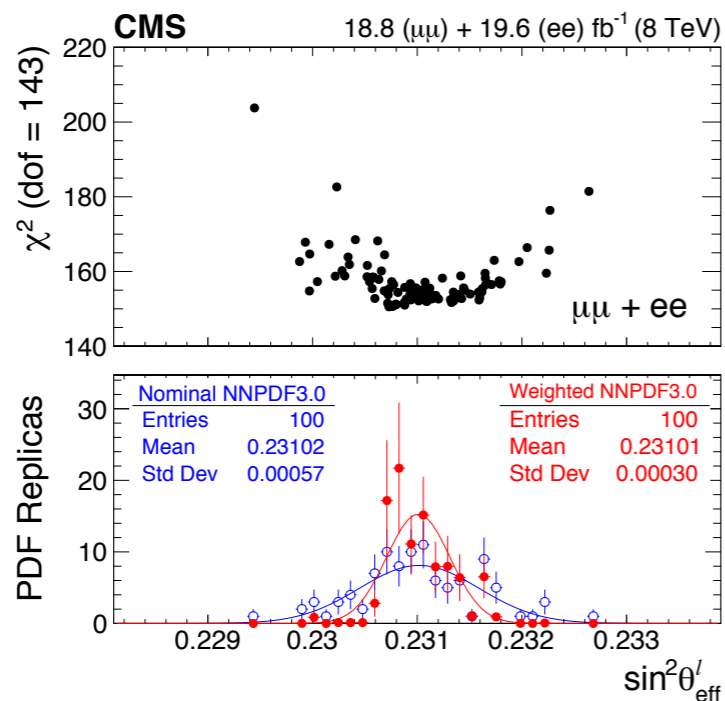 CMS 18.8 (μμ) + 19.6 (ee) fb⁻¹ (8 TeV)
χ² (dof = 143)
220
200
180
160
140
μμ + ee
PDF Replicas
30
20
10
0
Nominal NNPDF3.0
Entries 100
Mean 0.23102
Std Dev 0.00057
Weighted NNPDF3.0
Entries 100
Mean 0.23101
Std Dev 0.00030
0.229 0.23 0.231 0.232 0.233
sin²θˡ_eff